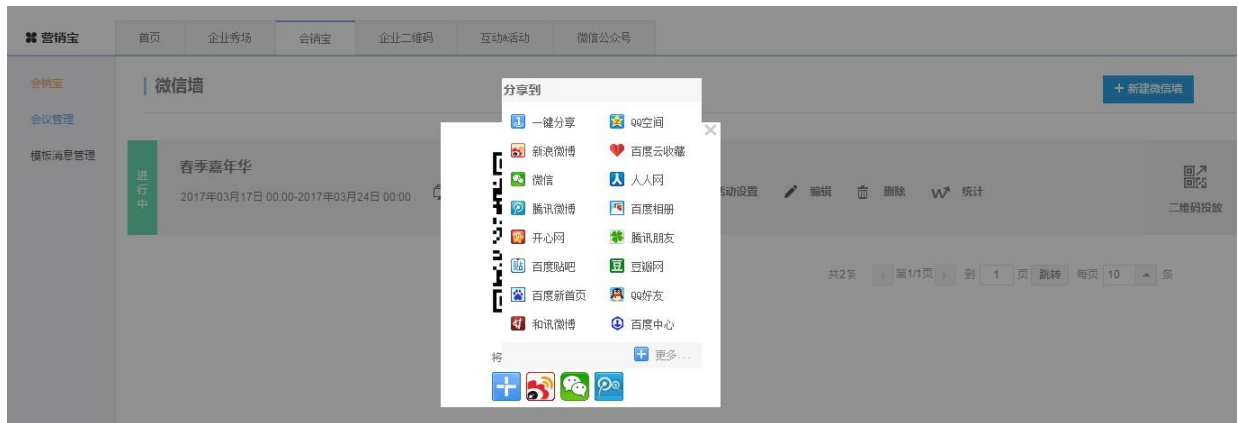 营销宝
首页 企业秀场 会销宝 企业二维码 互动&活动 微信公众号
会销宝
会议管理
模板消息管理
微信墙
+ 新建微信墙
进行中
春季嘉年华
2017年03月17日 00:00-2017年03月24日 00:00
活动设置 编辑 删除 统计
二维码投放
共2条 第1/1页 到 1 页 跳转 每页 10 条
分享到
一键分享 QQ空间
新浪微博 百度云收藏
微信 人人网
腾讯微博 百度相册
开心网 腾讯朋友
百度贴吧 豆瓣网
百度新首页 QQ好友
和讯微博 百度中心
更多...
将